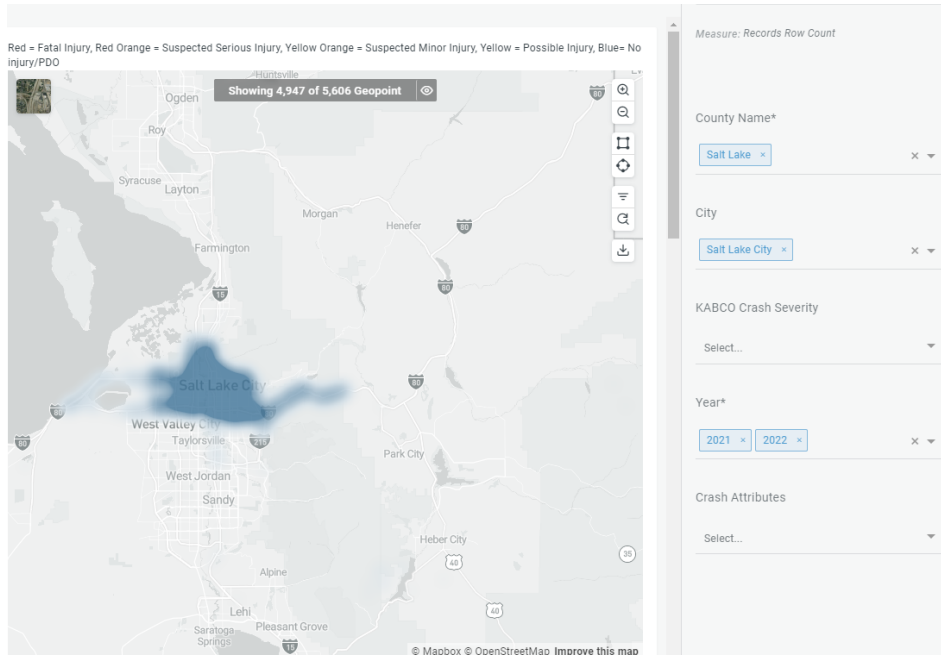 Measure: Records Row Count
Red = Fatal Injury, Red Orange = Suspected Serious Injury, Yellow Orange = Suspected Minor Injury, Yellow = Possible Injury, Blue= No
injury/PDO
Showing 4,947 of 5,606 Geopoint
Huntsville
Ogden
80
Roy
Syracuse
Layton
Morgan
Henefer
80
Farmington
15
80
Salt Lake City
80
80
West Valley City
80
Taylorsville
215
Park City
West Jordan
Sandy
Heber City
35
40
Alpine
40
Lehi
Saratoga
Springs
Pleasant Grove
15
© Mapbox © OpenStreetMap Improve this map
County Name*
Salt Lake ×
City
Salt Lake City ×
KABCO Crash Severity
Select...
Year*
2021 × 2022 ×
Crash Attributes
Select...